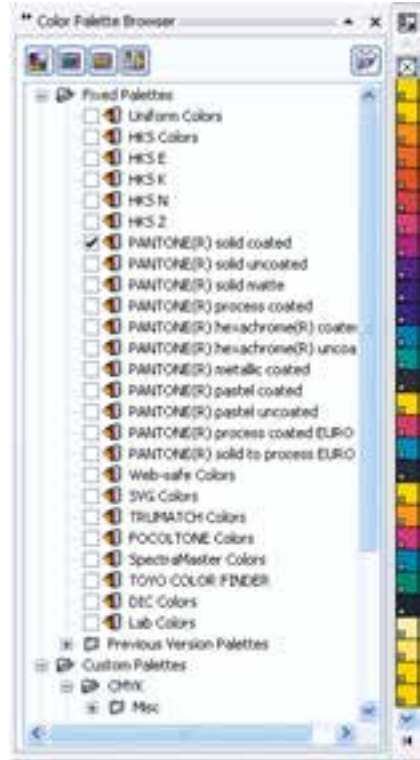 Color Palette Browser
Fixed Palettes
Uniform Colors
HKS Colors
HKS E
HKS K
HKS N
HKS Z
PANTONE(R) solid coated
PANTONE(R) solid uncoated
PANTONE(R) solid matte
PANTONE(R) process coated
PANTONE(R) hexachrome(R) coate
PANTONE(R) hexachrome(R) uncoa
PANTONE(R) metallic coated
PANTONE(R) pastel coated
PANTONE(R) pastel uncoated
PANTONE(R) process coated EURO
PANTONE(R) solid to process EURO
Web-safe Colors
SVG Colors
TRUMATCH Colors
FOCOLTONE Colors
SpectraMaster Colors
TOYO COLOR FINDER
DIC Colors
Lab Colors
Previous Version Palettes
Custom Palettes
CMYK
Misc